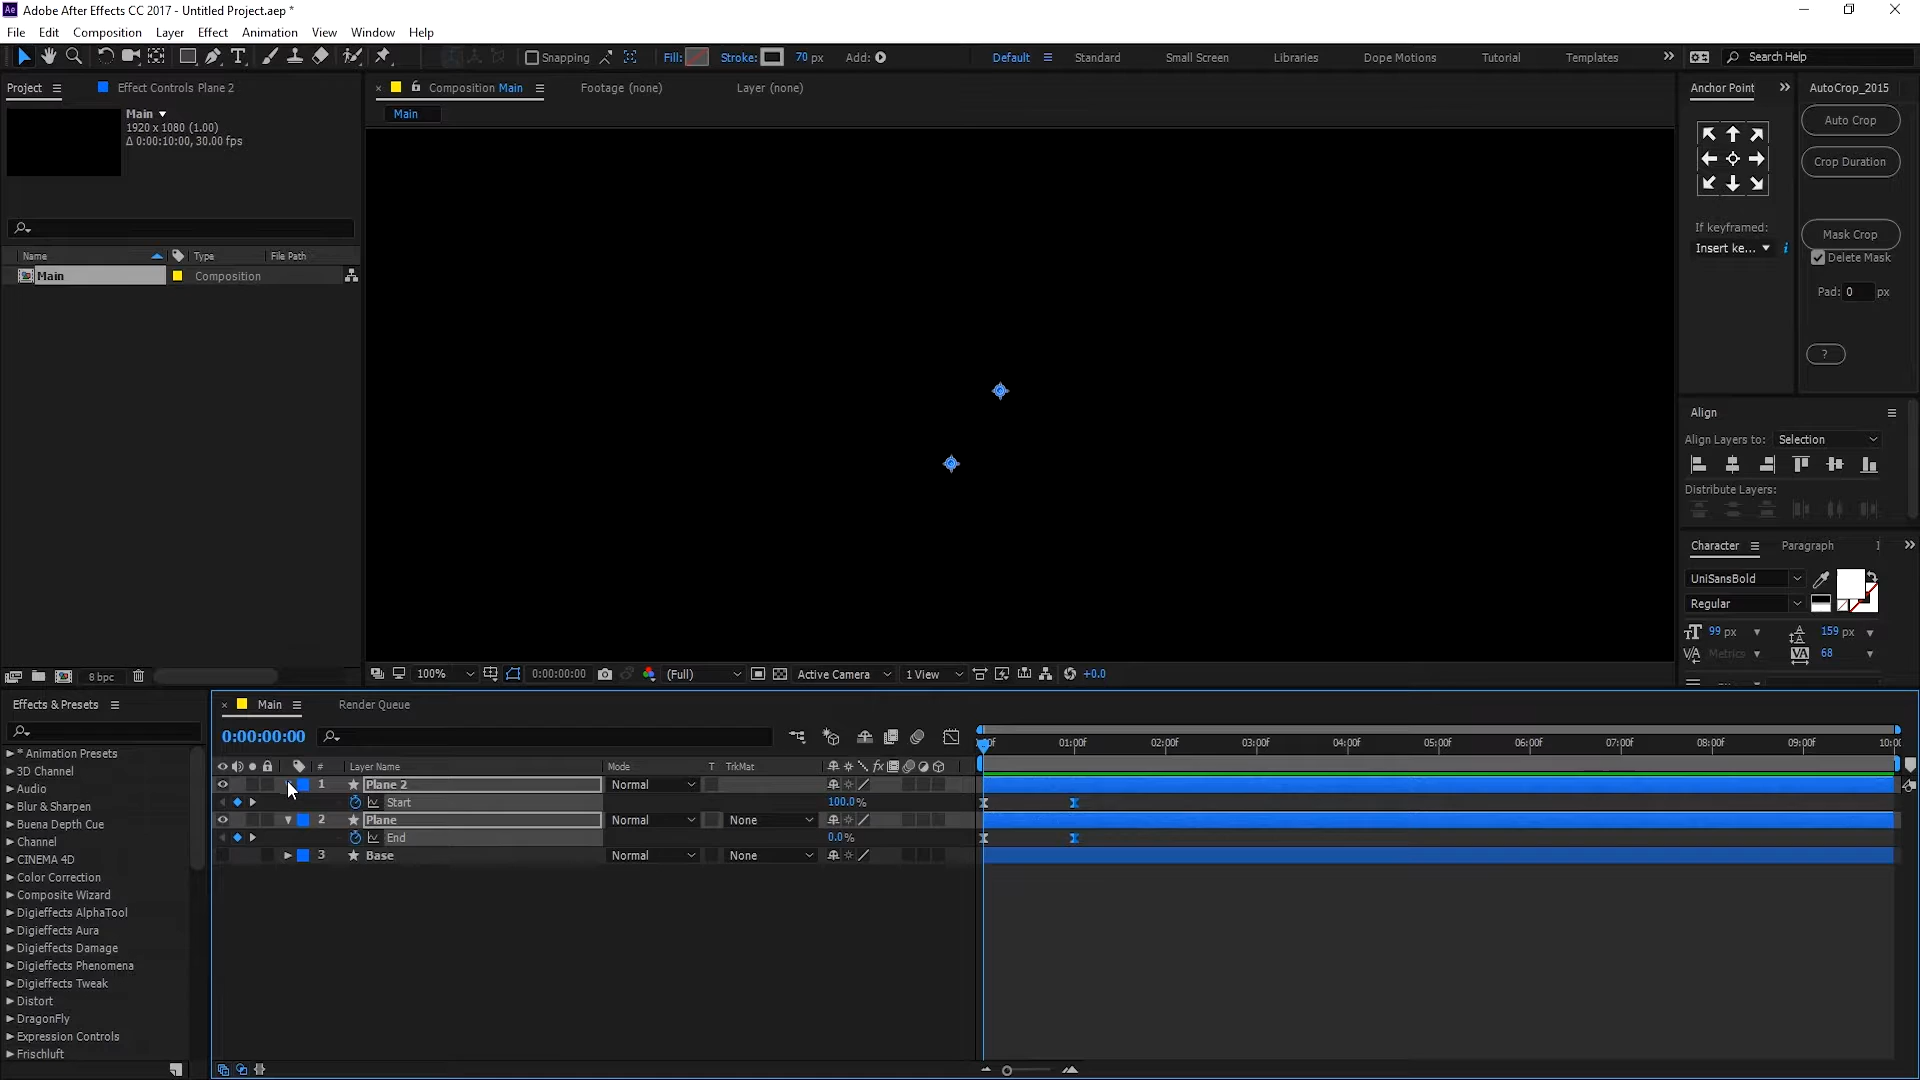 Adobe After Effects CC 2017 - Untitled Project.aep *
File Edit Composition Layer Effect Animation View Window Help
Snapping Fill: Stroke: 70 px Add: Default Standard Small Screen Libraries Dope Motions Tutorial Templates Search Help
Project Effect Controls Plane 2 Composition Main Footage (none) Layer (none) Anchor Point AutoCrop_2015
Main
1920 x 1080 (1.00)
Δ 0:00:10:00, 30.00 fps
Main
Auto Crop
Crop Duration
If keyframed:
Insert ke...
Mask Crop
Delete Mask
Pad: 0 px
?
Name Type File Path
Main Composition
Align
Align Layers to: Selection
Distribute Layers:
Character Paragraph
UniSansBold
Regular
99 px 159 px
Metrics 68
8 bpc 100% 0:00:00:00 (Full) Active Camera 1 View +0.0
Effects & Presets Main Render Queue
0:00:00:00
01:00f 02:00f 03:00f 04:00f 05:00f 06:00f 07:00f 08:00f 09:00f 10:0
# Layer Name Mode T TrkMat
1 Plane 2 Normal
Start 100.0%
2 Plane Normal None
End 0.0%
3 Base Normal None
* Animation Presets
3D Channel
Audio
Blur & Sharpen
Buena Depth Cue
Channel
CINEMA 4D
Color Correction
Composite Wizard
Digieffects AlphaTool
Digieffects Aura
Digieffects Damage
Digieffects Phenomena
Digieffects Tweak
Distort
DragonFly
Expression Controls
Frischluft